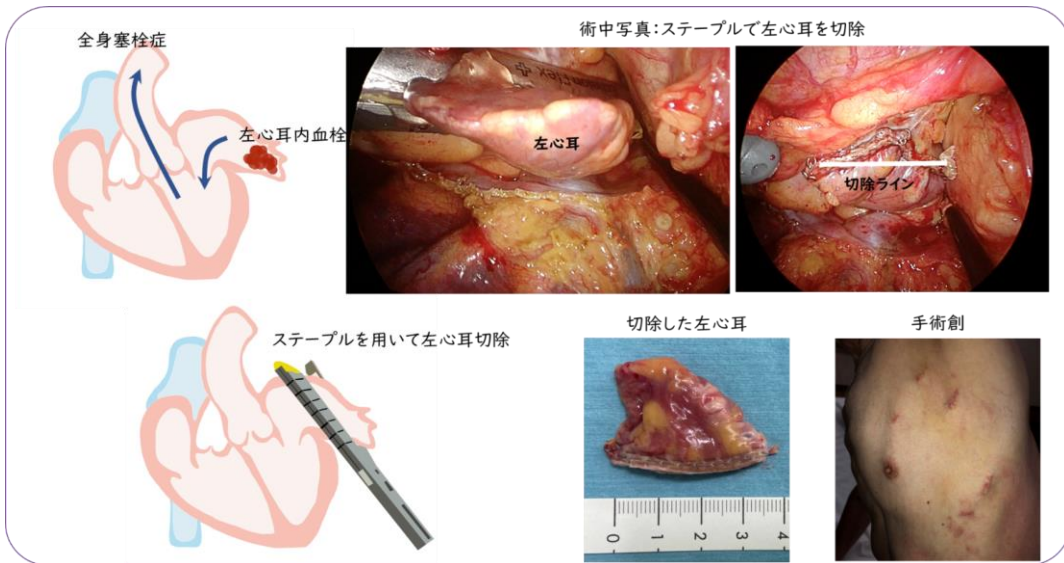 全身塞栓症
術中写真:ステープルで左心耳を切除
左心耳内血栓
左心耳
切除ライン
ステープルを用いて左心耳切除
切除した左心耳
手術創
0 1 2 3 4